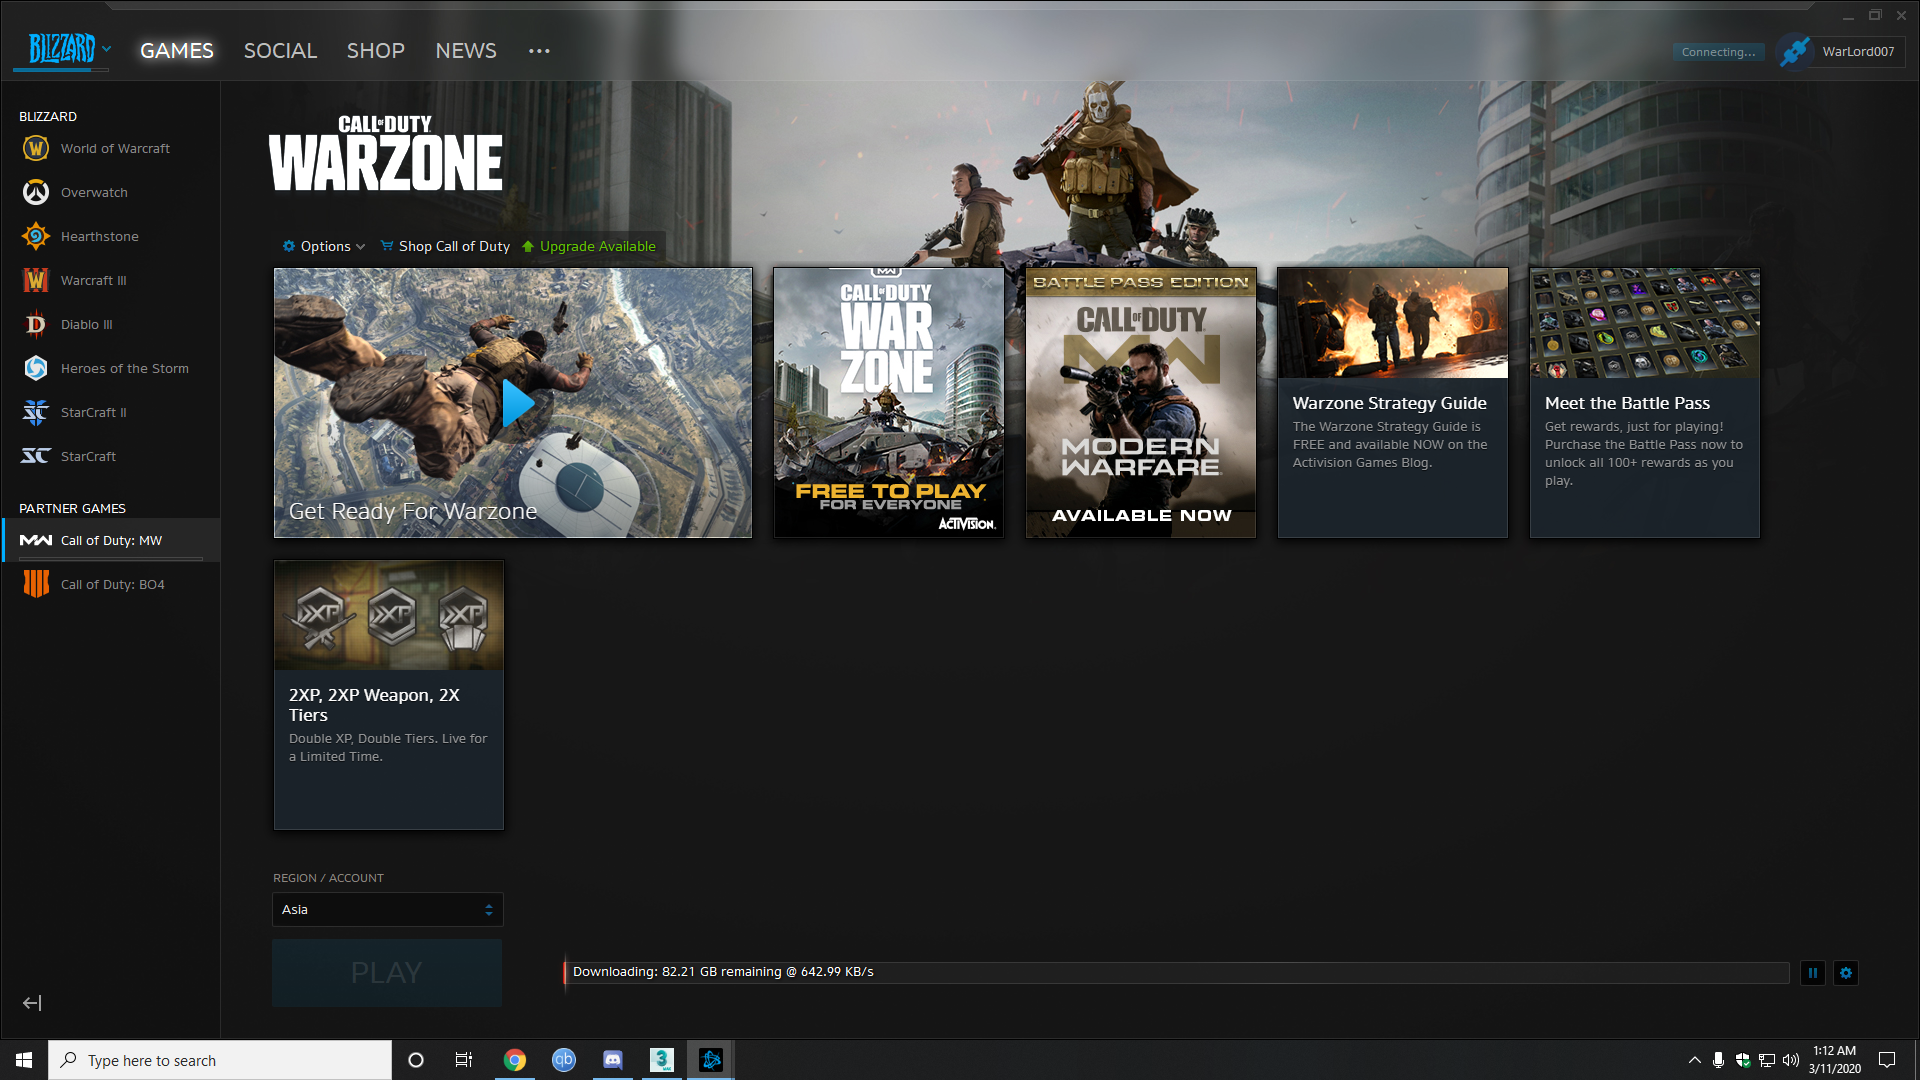 BLIZZARD
GAMES
SOCIAL
SHOP
NEWS
Connecting...
WarLord007
BLIZZARD
World of Warcraft
Overwatch
Hearthstone
Warcraft III
Diablo III
Heroes of the Storm
StarCraft II
StarCraft
PARTNER GAMES
Call of Duty: MW
Call of Duty: BO4
CALL OF DUTY
WARZONE
Options
Shop Call of Duty
Upgrade Available
Get Ready For Warzone
MW
CALL OF DUTY
WAR
ZONE
FREE TO PLAY
FOR EVERYONE
ACTIVISION.
BATTLE PASS EDITION
CALL OF DUTY
MW
MODERN
WARFARE
AVAILABLE NOW
Warzone Strategy Guide
The Warzone Strategy Guide is
FREE and available NOW on the
Activision Games Blog.
Meet the Battle Pass
Get rewards, just for playing!
Purchase the Battle Pass now to
unlock all 100+ rewards as you
play.
XP XP XP
2XP, 2XP Weapon, 2X
Tiers
Double XP, Double Tiers. Live for
a Limited Time.
REGION / ACCOUNT
Asia
PLAY
Downloading: 82.21 GB remaining @ 642.99 KB/s
Type here to search
qb
3
1:12 AM
3/11/2020